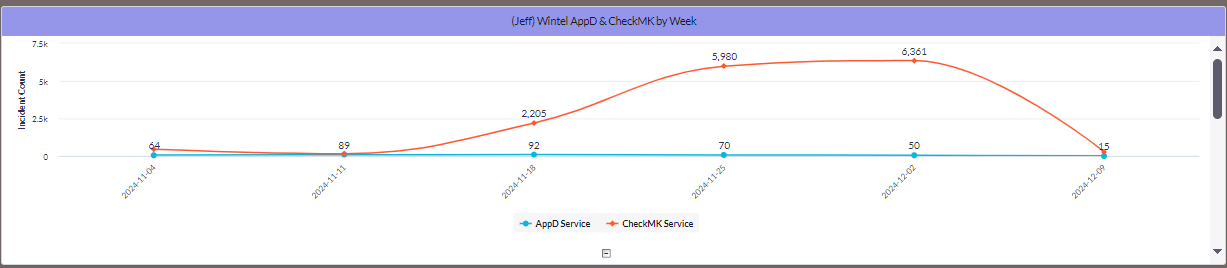 (Jeff) Wintel AppD & CheckMK by Week
Incident Count
7.5k
5k
2.5k
0
5,980
6,361
2,205
64
89
92
70
50
15
2024-11-04
2024-11-11
2024-11-18
2024-11-25
2024-12-02
2024-12-09
AppD Service
CheckMK Service